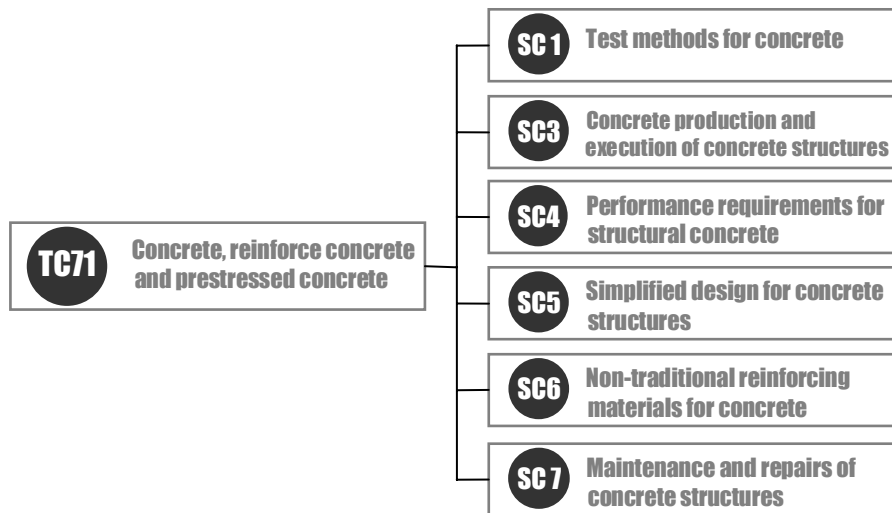 TC71
Concrete, reinforce concrete
and prestressed concrete
SC 1
Test methods for concrete
SC3
Concrete production and
execution of concrete structures
SC4
Performance requirements for
structural concrete
SC5
Simplified design for concrete
structures
SC6
Non-traditional reinforcing
materials for concrete
SC 7
Maintenance and repairs of
concrete structures